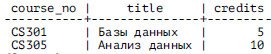 course_no | title | credits
----------+---------------+---------
CS301 | Базы данных | 5
CS305 | Анализ данных | 10